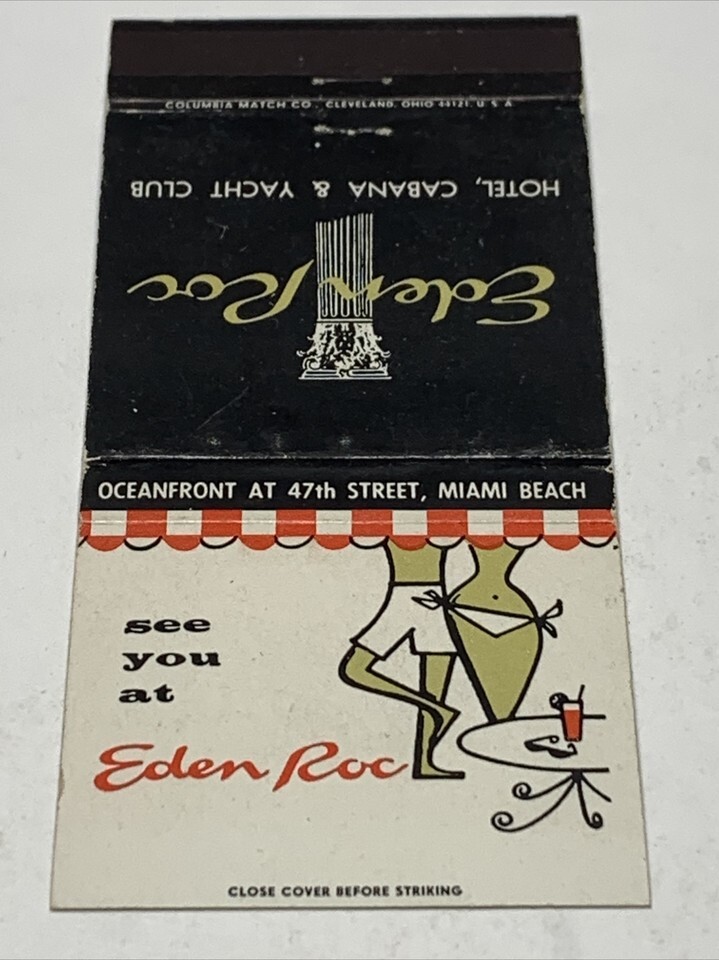 COLUMBIA MATCH CO. CLEVELAND, OHIO 44121, U.S.A
HOTEL, CABANA & YACHT CLUB
Eden Roc
OCEANFRONT AT 47th STREET, MIAMI BEACH
see
you
at
Eden Roc
CLOSE COVER BEFORE STRIKING